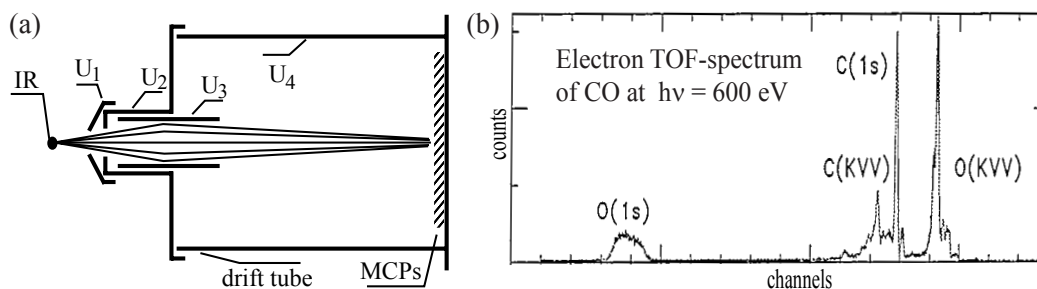 (a)
IR
U1
U2
U3
U4
drift tube
MCPs
(b)
Electron TOF-spectrum
of CO at hν = 600 eV
C(1s)
C(KVV)
O(KVV)
O(1s)
counts
channels